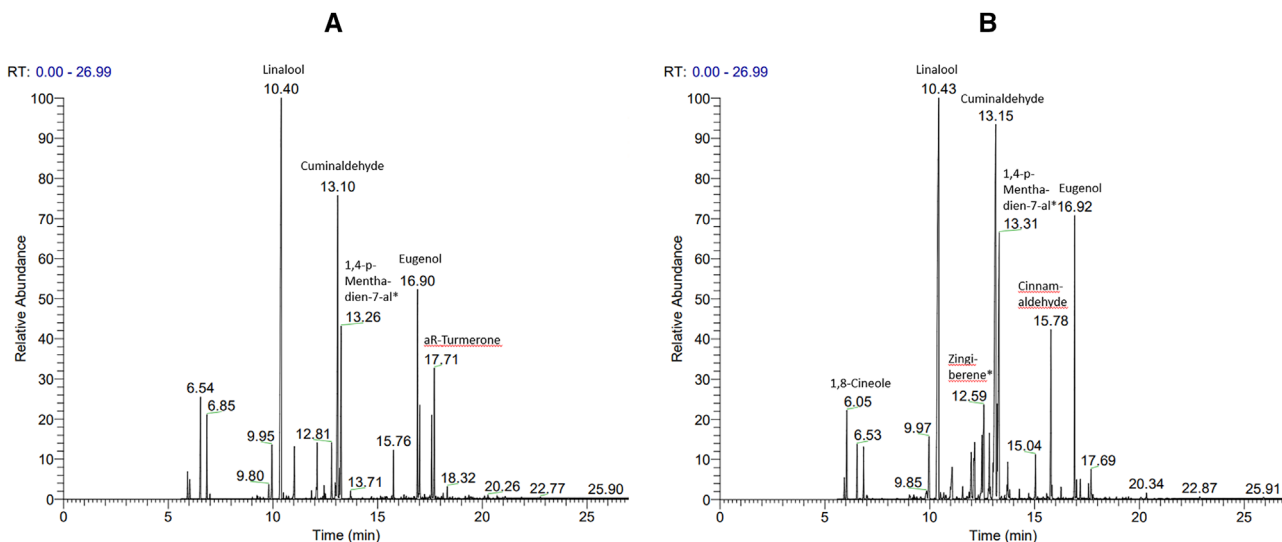 A
RT: 0.00 - 26.99
Linalool
10.40
Cuminaldehyde
13.10
1,4-p-
Mentha-
dien-7-al*
13.26
Eugenol
16.90
aR-Turmerone
17.71
6.54
6.85
9.95
9.80
12.81
13.71
15.76
18.32
20.26
22.77
25.90
100
90
80
70
60
50
40
30
20
10
0
Relative Abundance
0
5
10
15
20
25
Time (min)
B
RT: 0.00 - 26.99
Linalool
10.43
Cuminaldehyde
13.15
1,4-p-
Mentha-
dien-7-al*
13.31
Eugenol
16.92
Cinnam-
aldehyde
15.78
Zingi-
berene*
12.59
1,8-Cineole
6.05
6.53
9.97
9.85
15.04
17.69
20.34
22.87
25.91
100
90
80
70
60
50
40
30
20
10
0
Relative Abundance
0
5
10
15
20
25
Time (min)